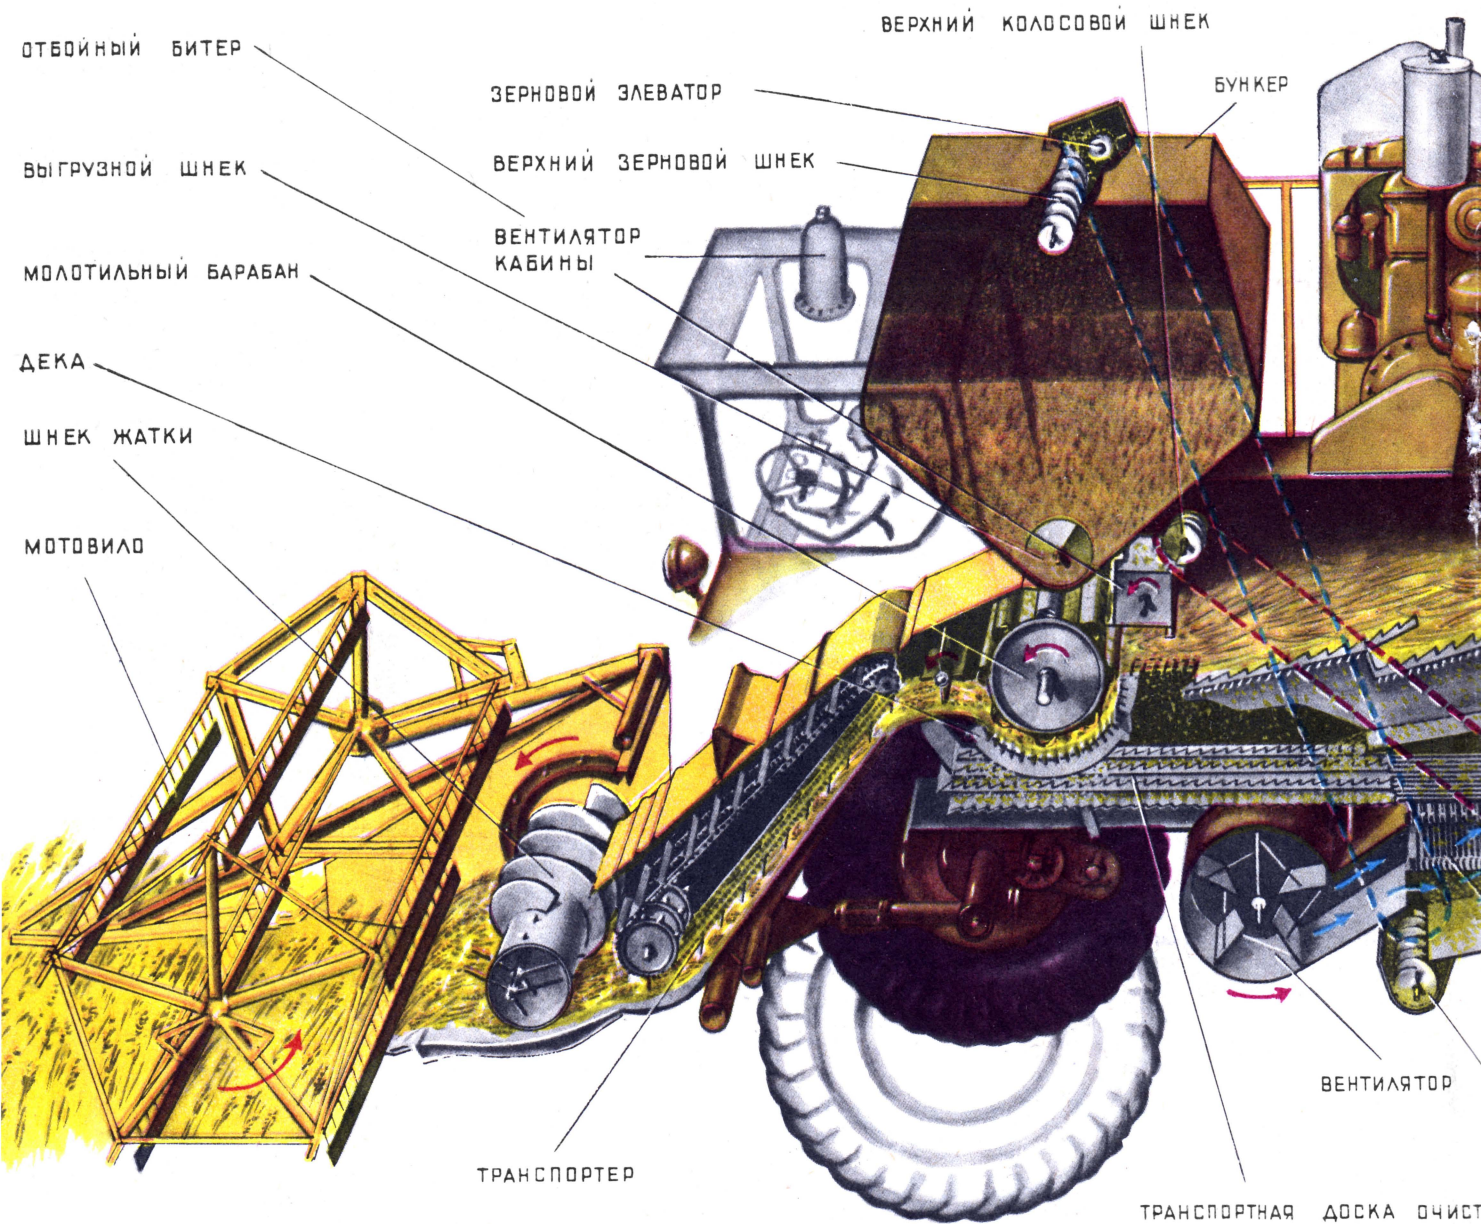 ОТБОЙНЫЙ БИТЕР
ВЕРХНИЙ КОЛОСОВОЙ ШНЕК
ЗЕРНОВОЙ ЭЛЕВАТОР
БУНКЕР
ВЫГРУЗНОЙ ШНЕК
ВЕРХНИЙ ЗЕРНОВОЙ ШНЕК
ВЕНТИЛЯТОР
КАБИНЫ
МОЛОТИЛЬНЫЙ БАРАБАН
ДЕКА
ШНЕК ЖАТКИ
МОТОВИЛО
ВЕНТИЛЯТОР
ТРАНСПОРТЕР
ТРАНСПОРТНАЯ ДОСКА ОЧИСТ